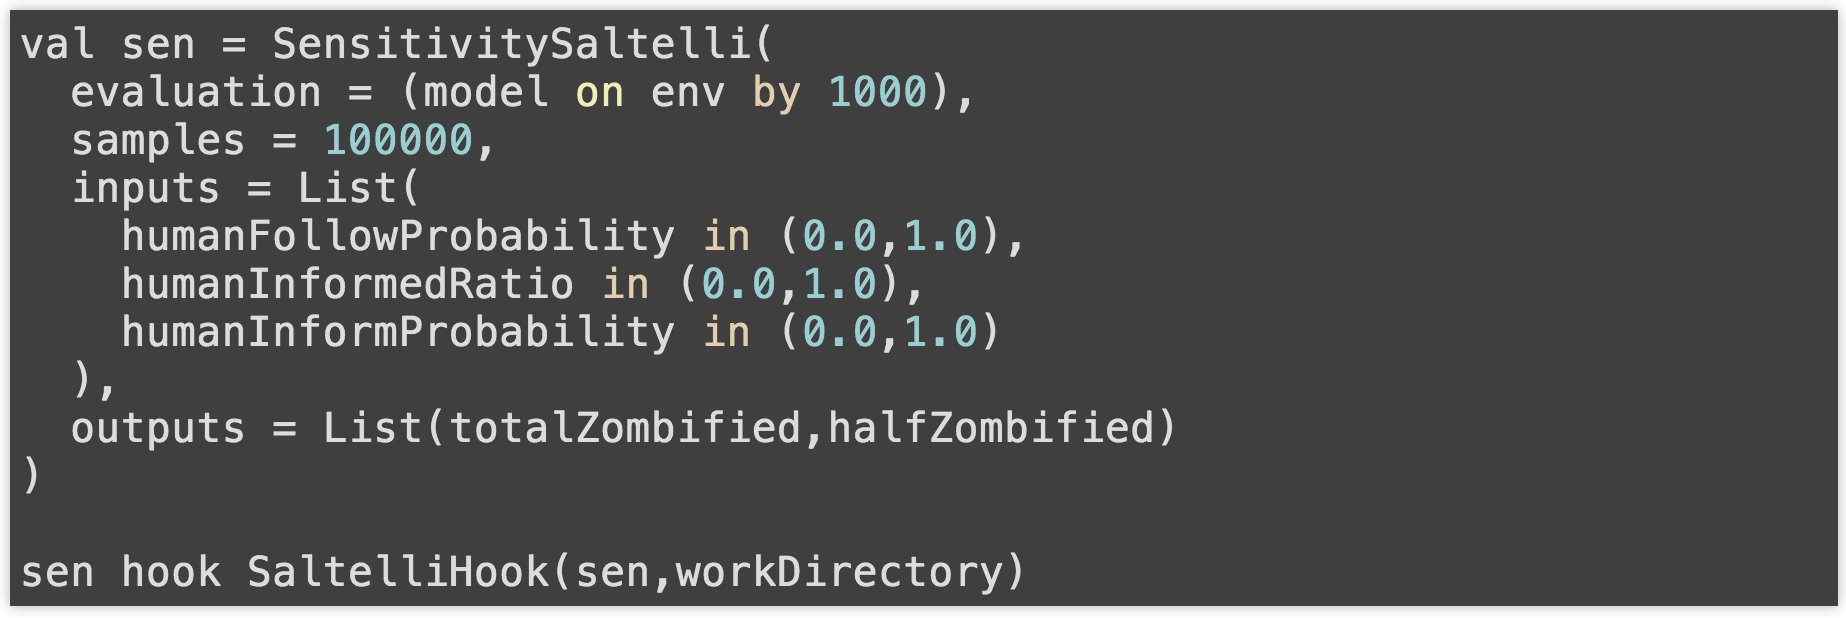 val sen = SensitivitySaltelli(
  evaluation = (model on env by 1000),
  samples = 100000,
  inputs = List(
    humanFollowProbability in (0.0,1.0),
    humanInformedRatio in (0.0,1.0),
    humanInformProbability in (0.0,1.0)
  ),
  outputs = List(totalZombified,halfZombified)
)

sen hook SaltelliHook(sen,workDirectory)